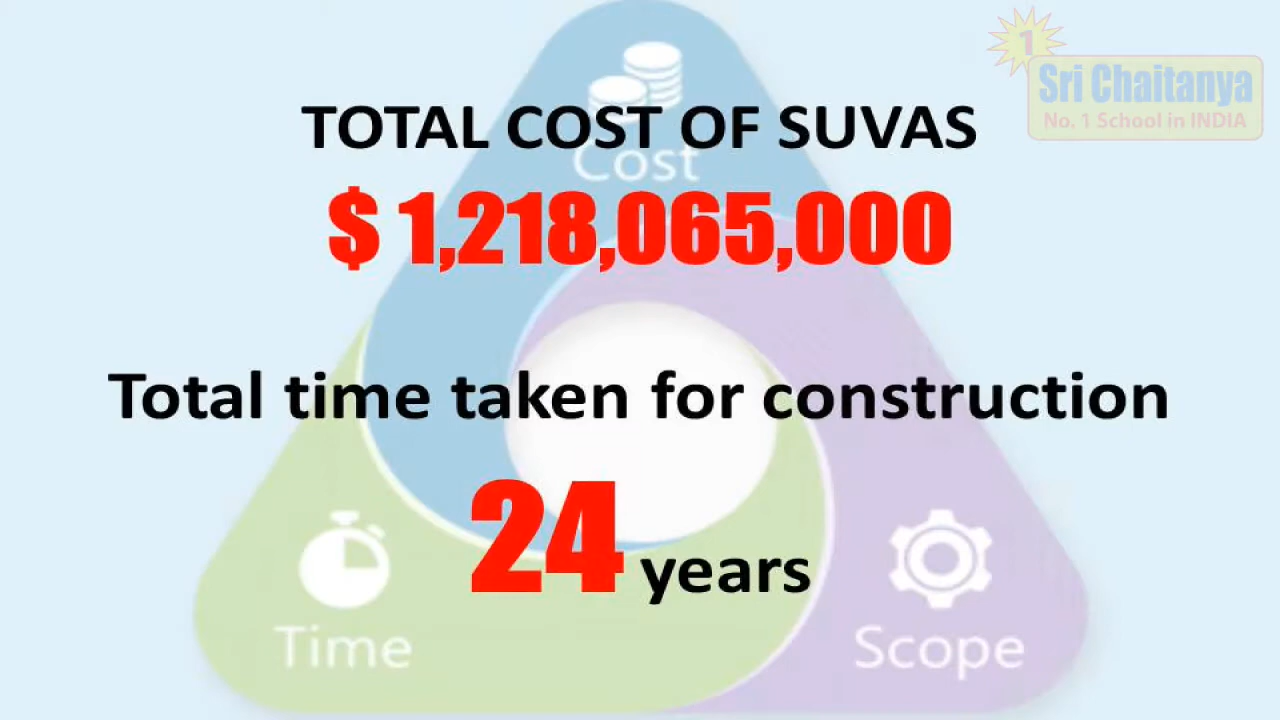 1
Sri Chaitanya
No. 1 School in INDIA
TOTAL COST OF SUVAS
Cost
$ 1,218,065,000
Total time taken for construction
24 years
Time
Scope